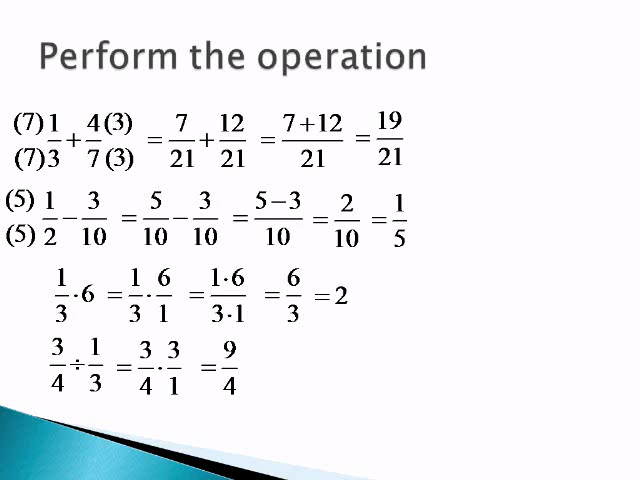 Perform the operation
(7)1/(7)3 + 4(3)/7(3) = 7/21 + 12/21 = (7+12)/21 = 19/21
(5)1/(5)2 − 3/10 = 5/10 − 3/10 = (5−3)/10 = 2/10 = 1/5
1/3 · 6 = 1/3 · 6/1 = (1·6)/(3·1) = 6/3 = 2
3/4 ÷ 1/3 = 3/4 · 3/1 = 9/4